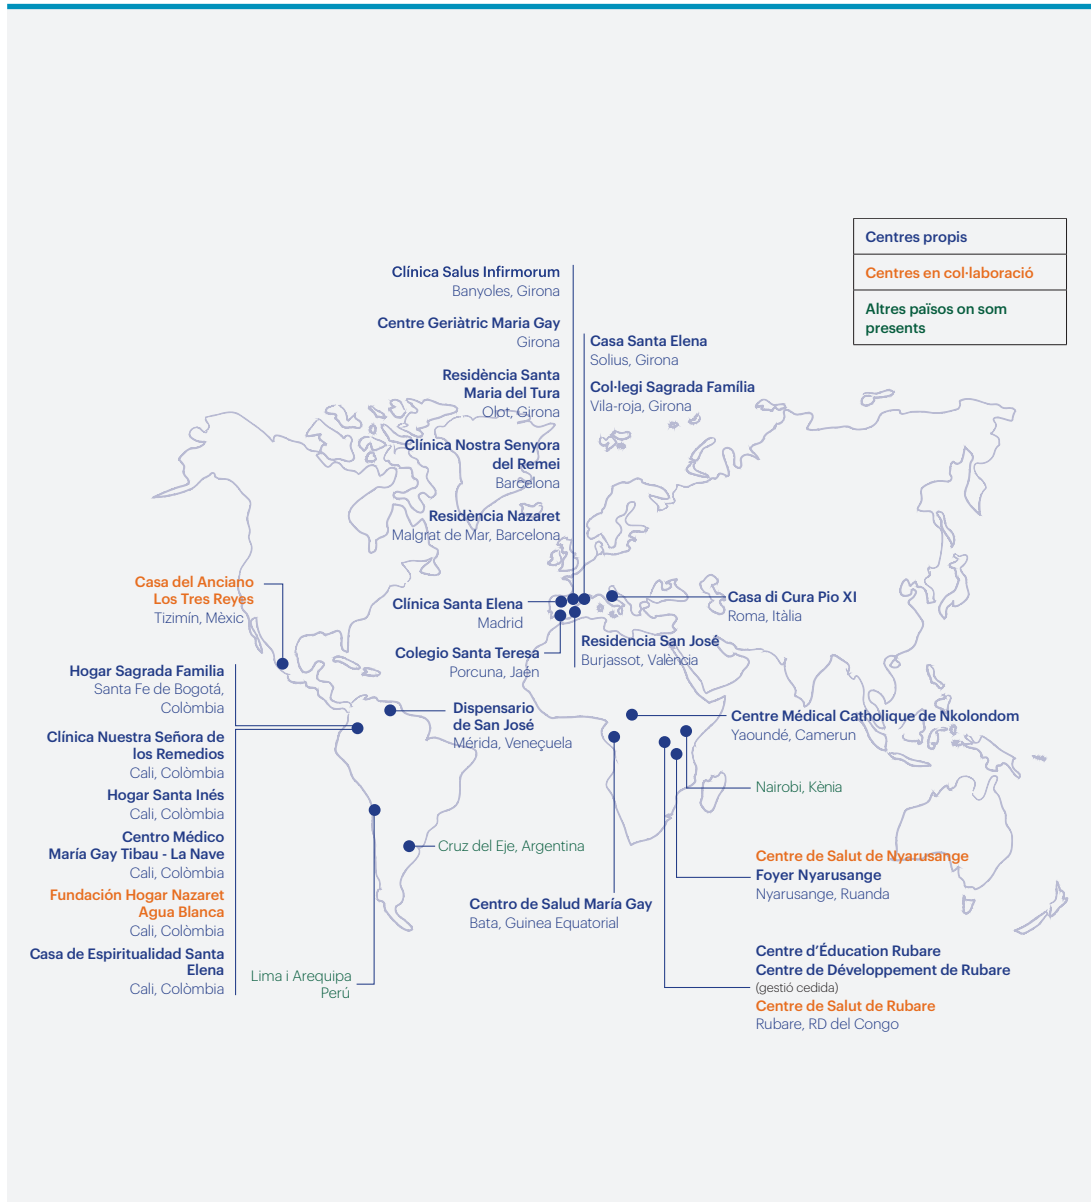 Centres propis
Centres en col·laboració
Altres països on som
presents
Clínica Salus Infirmorum
Banyoles, Girona
Centre Geriàtric Maria Gay
Girona
Residència Santa
Maria del Tura
Olot, Girona
Clínica Nostra Senyora
del Remei
Barcelona
Residència Nazaret
Malgrat de Mar, Barcelona
Casa Santa Elena
Solius, Girona
Col·legi Sagrada Família
Vila-roja, Girona
Casa del Anciano
Los Tres Reyes
Tizimín, Mèxic
Clínica Santa Elena
Madrid
Colegio Santa Teresa
Porcuna, Jaén
Casa di Cura Pio XI
Roma, Itàlia
Residencia San José
Burjassot, València
Hogar Sagrada Familia
Santa Fe de Bogotá,
Colòmbia
Clínica Nuestra Señora de
los Remedios
Cali, Colòmbia
Hogar Santa Inés
Cali, Colòmbia
Centro Médico
María Gay Tibau - La Nave
Cali, Colòmbia
Fundación Hogar Nazaret
Agua Blanca
Cali, Colòmbia
Casa de Espiritualidad Santa
Elena
Cali, Colòmbia
Dispensario
de San José
Mérida, Veneçuela
Cruz del Eje, Argentina
Lima i Arequipa
Perú
Centre Médical Catholique de Nkolondom
Yaoundé, Camerun
Nairobi, Kènia
Centre de Salut de Nyarusange
Foyer Nyarusange
Nyarusange, Ruanda
Centro de Salud María Gay
Bata, Guinea Equatorial
Centre d'Éducation Rubare
Centre de Développement de Rubare
(gestió cedida)
Centre de Salut de Rubare
Rubare, RD del Congo